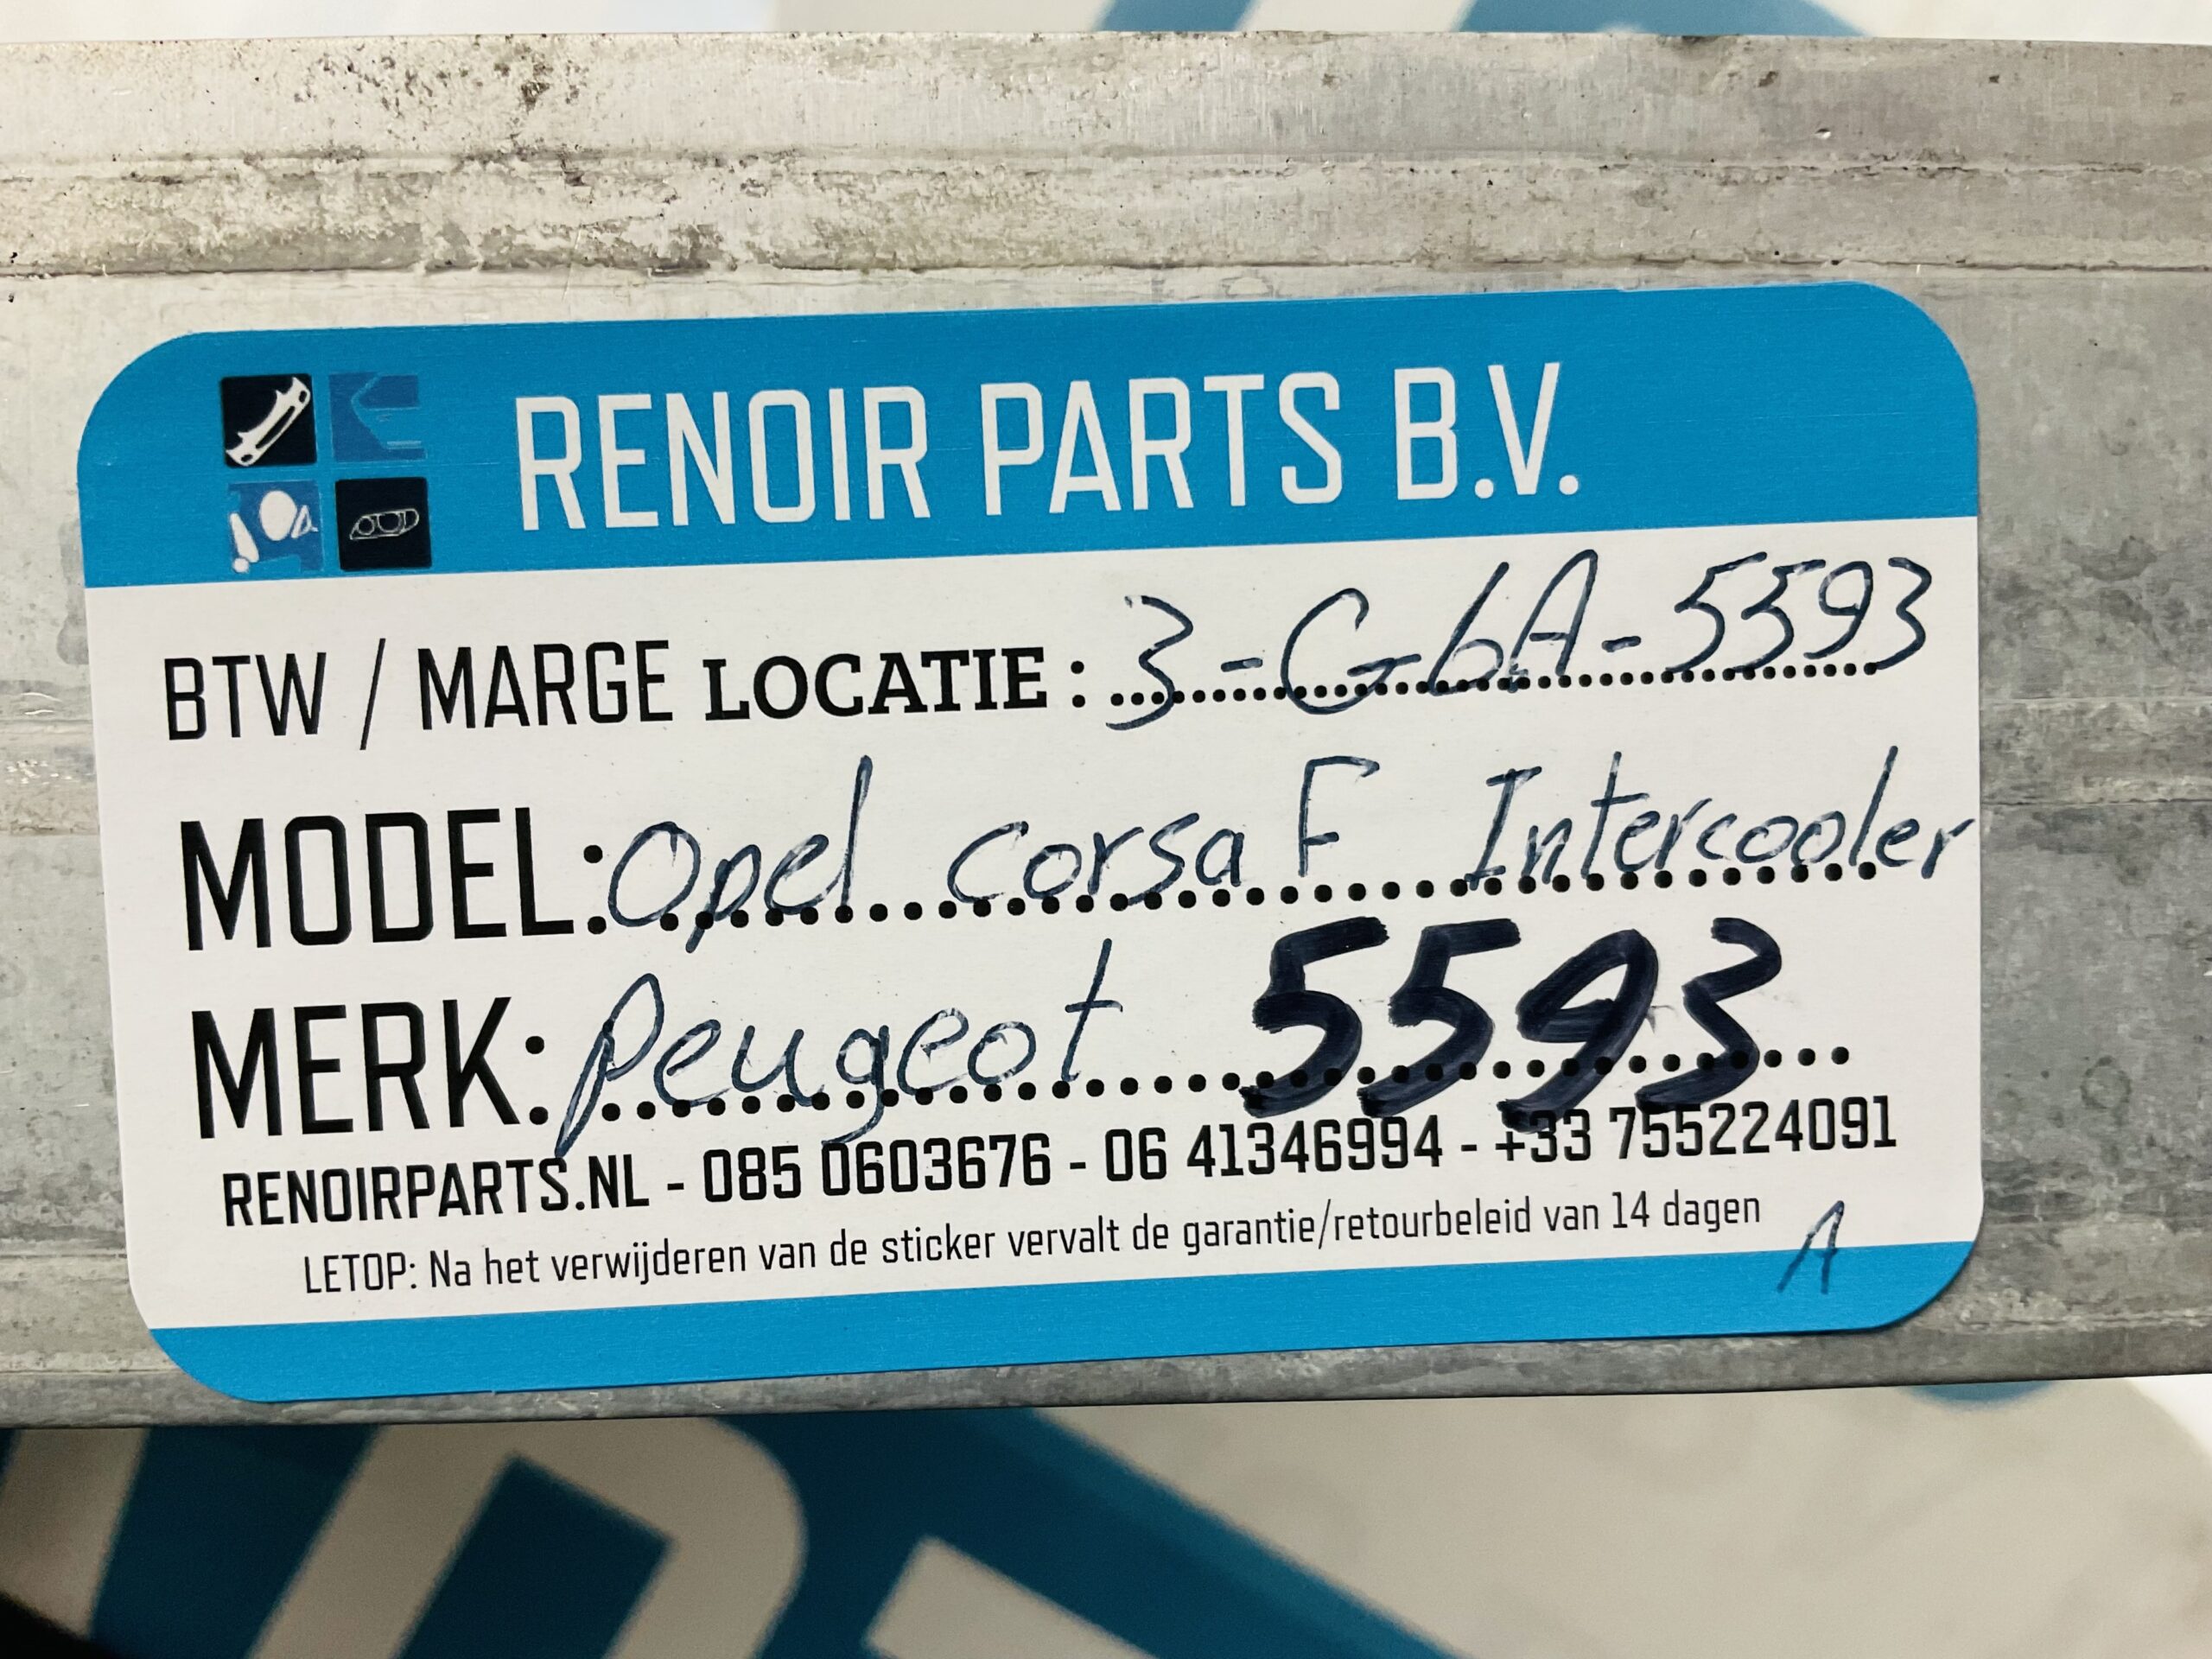 RENOIR PARTS B.V.
BTW / MARGE LOCATIE : 3-G-6A-5593
MODEL: Opel corsa F Intercooler
MERK: Peugeot 5593
RENOIRPARTS.NL - 085 0603676 - 06 41346994 - +33 755224091
LETOP: Na het verwijderen van de sticker vervalt de garantie/retourbeleid van 14 dagen
A